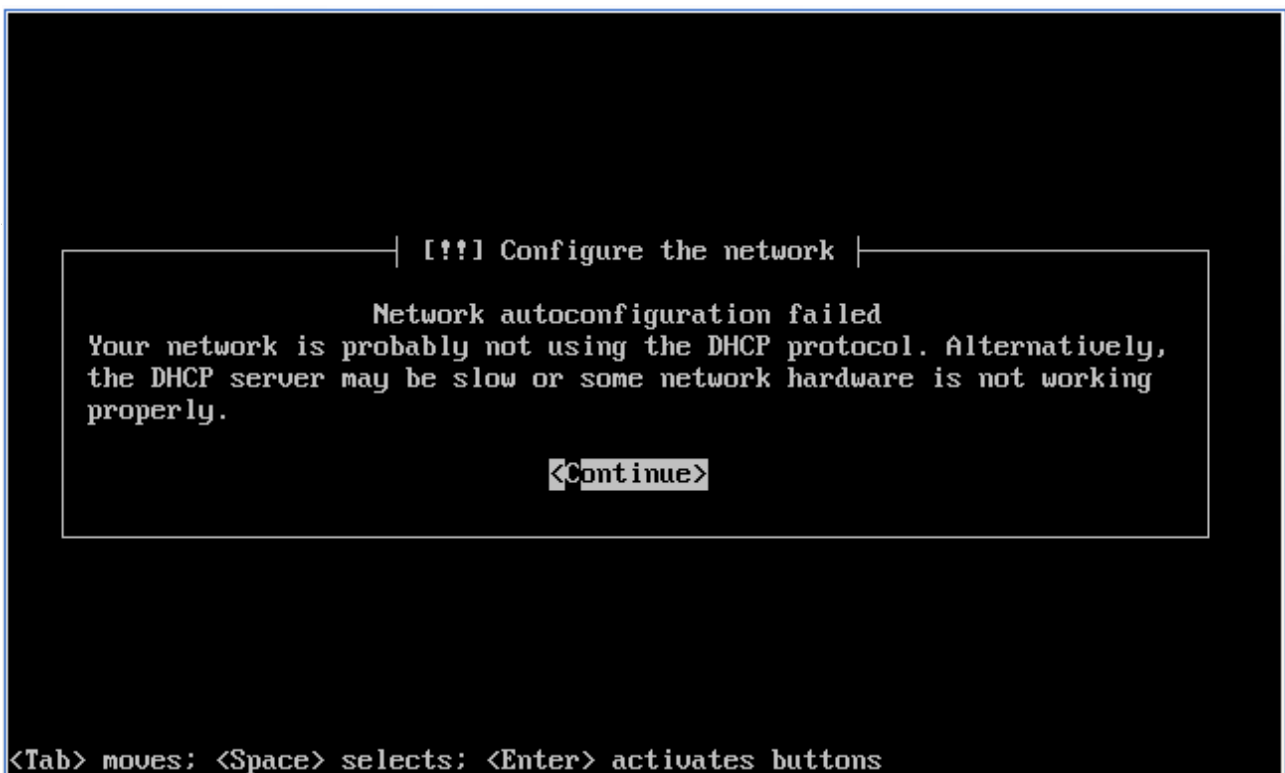 [!!] Configure the network
Network autoconfiguration failed
Your network is probably not using the DHCP protocol. Alternatively,
the DHCP server may be slow or some network hardware is not working
properly.
<Continue>
<Tab> moves; <Space> selects; <Enter> activates buttons